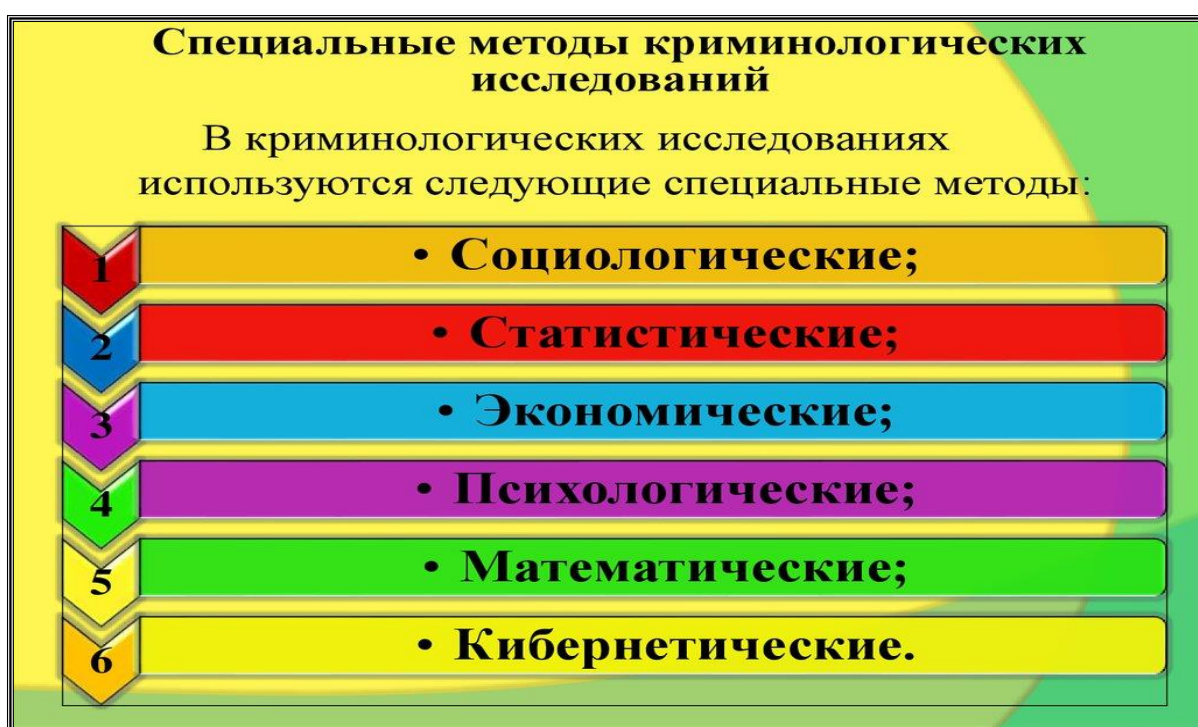 Специальные методы криминологических
исследований
В криминологических исследованиях
используются следующие специальные методы:
1 • Социологические;
2 • Статистические;
3 • Экономические;
4 • Психологические;
5 • Математические;
6 • Кибернетические.